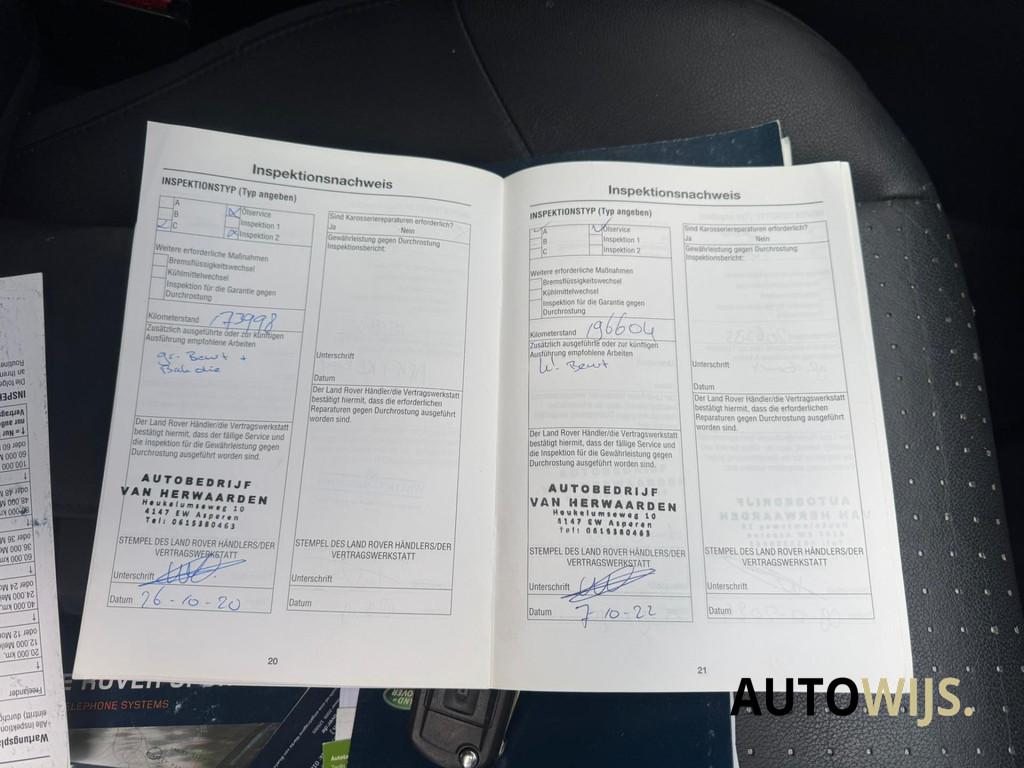 Inspektionsnachweis
INSPEKTIONSTYP (Typ angeben)
A
B
C
Ölservice
Inspektion 1
Inspektion 2
Weitere erforderliche Maßnahmen
Bremsflüssigkeitswechsel
Kühlmittelwechsel
Inspektion für die Garantie gegen
Durchrostung
Kilometerstand 173998
Zusätzlich ausgeführte oder zur künftigen
Ausführung empfohlene Arbeiten
gr. Beurt +
Der Land Rover Händler/die Vertragswerkstatt
bestätigt hiermit, dass der fällige Service und
die Inspektion für die Gewährleistung gegen
Durchrostung ausgeführt worden sind.
AUTOBEDRIJF
VAN HERWAARDEN
Heukelumseweg 10
4147 EW Asperen
Tel: 0615380463
STEMPEL DES LAND ROVER HÄNDLERS/DER
VERTRAGSWERKSTATT
Unterschrift
Datum 26-10-20
Sind Karosseriereparaturen erforderlich?
Ja Nein
Gewährleistung gegen Durchrostung
Inspektionsbericht:
Unterschrift
Datum
Der Land Rover Händler/die Vertragswerkstatt
bestätigt hiermit, dass die erforderlichen
Reparaturen gegen Durchrostung ausgeführt
worden sind.
STEMPEL DES LAND ROVER HÄNDLERS/DER
VERTRAGSWERKSTATT
Unterschrift
Datum
20
Inspektionsnachweis
INSPEKTIONSTYP (Typ angeben)
A
B
C
Ölservice
Inspektion 1
Inspektion 2
Weitere erforderliche Maßnahmen
Bremsflüssigkeitswechsel
Kühlmittelwechsel
Inspektion für die Garantie gegen
Durchrostung
Kilometerstand 196604
Zusätzlich ausgeführte oder zur künftigen
Ausführung empfohlene Arbeiten
kl. Beurt
Der Land Rover Händler/die Vertragswerkstatt
bestätigt hiermit, dass der fällige Service und
die Inspektion für die Gewährleistung gegen
Durchrostung ausgeführt worden sind.
AUTOBEDRIJF
VAN HERWAARDEN
Heukelumseweg 10
4147 EW Asperen
Tel: 0615380463
STEMPEL DES LAND ROVER HÄNDLERS/DER
VERTRAGSWERKSTATT
Unterschrift
Datum 7-10-22
Sind Karosseriereparaturen erforderlich?
Ja Nein
Gewährleistung gegen Durchrostung
Inspektionsbericht:
Unterschrift
Datum
Der Land Rover Händler/die Vertragswerkstatt
bestätigt hiermit, dass die erforderlichen
Reparaturen gegen Durchrostung ausgeführt
worden sind.
STEMPEL DES LAND ROVER HÄNDLERS/DER
VERTRAGSWERKSTATT
Unterschrift
Datum
21
TELEPHONE SYSTEMS
LAND-
ROVER
AUTOWIJS.